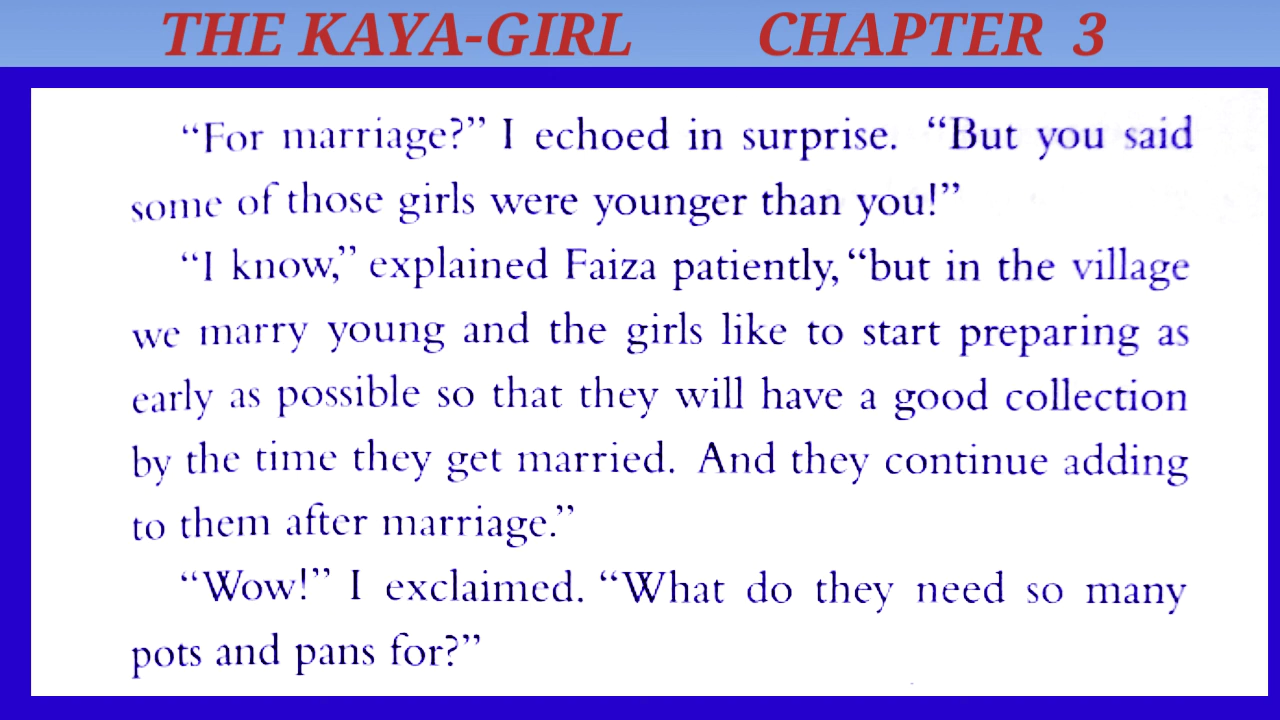 THE KAYA-GIRL CHAPTER 3
“For marriage?” I echoed in surprise. “But you said
some of those girls were younger than you!”
“I know,” explained Faiza patiently, “but in the village
we marry young and the girls like to start preparing as
early as possible so that they will have a good collection
by the time they get married. And they continue adding
to them after marriage.”
“Wow!” I exclaimed. “What do they need so many
pots and pans for?”